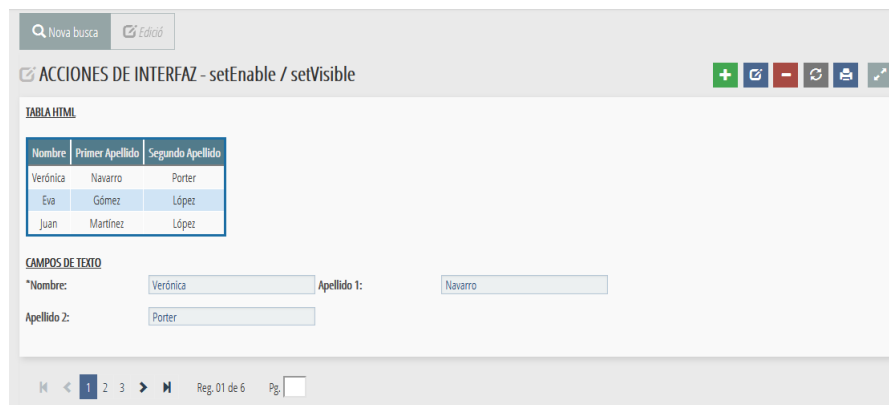 Nova busca Edició
ACCIONES DE INTERFAZ - setEnable / setVisible
TABLA HTML
Nombre Primer Apellido Segundo Apellido
Verónica Navarro Porter
Eva Gómez López
Juan Martínez López
CAMPOS DE TEXTO
*Nombre: Verónica Apellido 1: Navarro
Apellido 2: Porter
1 2 3 Reg. 01 de 6 Pg.